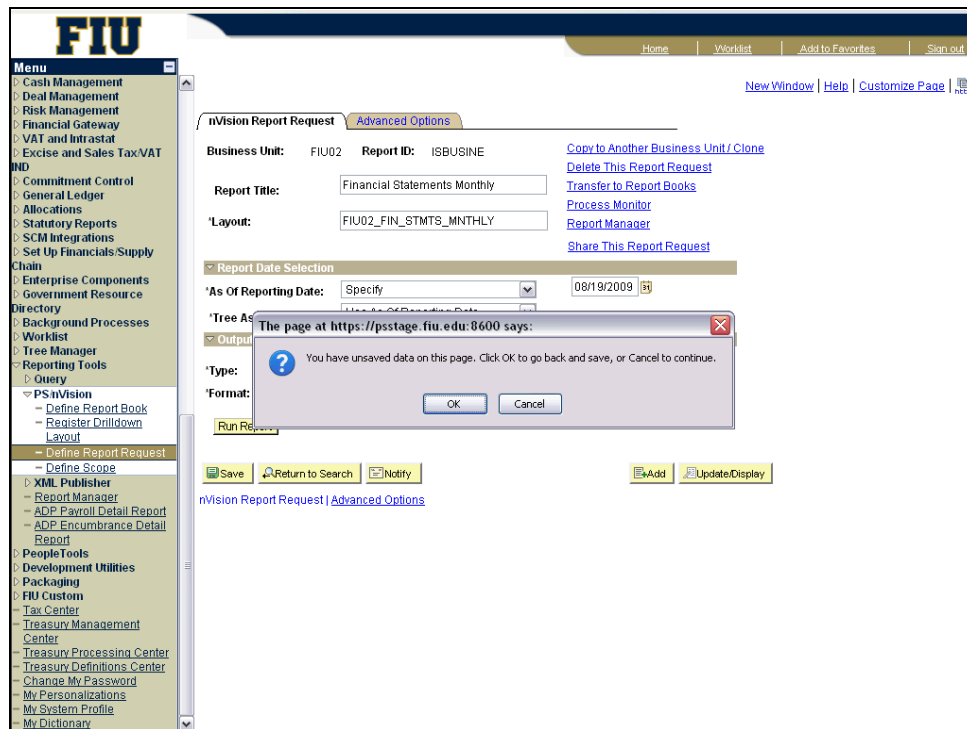 FIU
Home | Worklist | Add to Favorites | Sign out
Menu
Cash Management
Deal Management
Risk Management
Financial Gateway
VAT and Intrastat
Excise and Sales Tax/VAT
IND
Commitment Control
General Ledger
Allocations
Statutory Reports
SCM Integrations
Set Up Financials/Supply
Chain
Enterprise Components
Government Resource
Directory
Background Processes
Worklist
Tree Manager
Reporting Tools
Query
PS/nVision
Define Report Book
Register Drilldown
Layout
Define Report Request
Define Scope
XML Publisher
Report Manager
ADP Payroll Detail Report
ADP Encumbrance Detail
Report
PeopleTools
Development Utilities
Packaging
FIU Custom
Tax Center
Treasury Management
Center
Treasury Processing Center
Treasury Definitions Center
Change My Password
My Personalizations
My System Profile
My Dictionary
New Window | Help | Customize Page |
nVision Report Request Advanced Options
Business Unit: FIU02 Report ID: ISBUSINE
Copy to Another Business Unit / Clone
Delete This Report Request
Report Title: Financial Statements Monthly
Transfer to Report Books
Process Monitor
*Layout: FIU02_FIN_STMTS_MNTHLY
Report Manager
Share This Report Request
Report Date Selection
*As Of Reporting Date: Specify 08/19/2009 31
*Tree As
Output
*Type:
*Format:
The page at https://psstage.fiu.edu:8600 says:
You have unsaved data on this page. Click OK to go back and save, or Cancel to continue.
OK Cancel
Run Report
Save Return to Search Notify Add Update/Display
nVision Report Request | Advanced Options